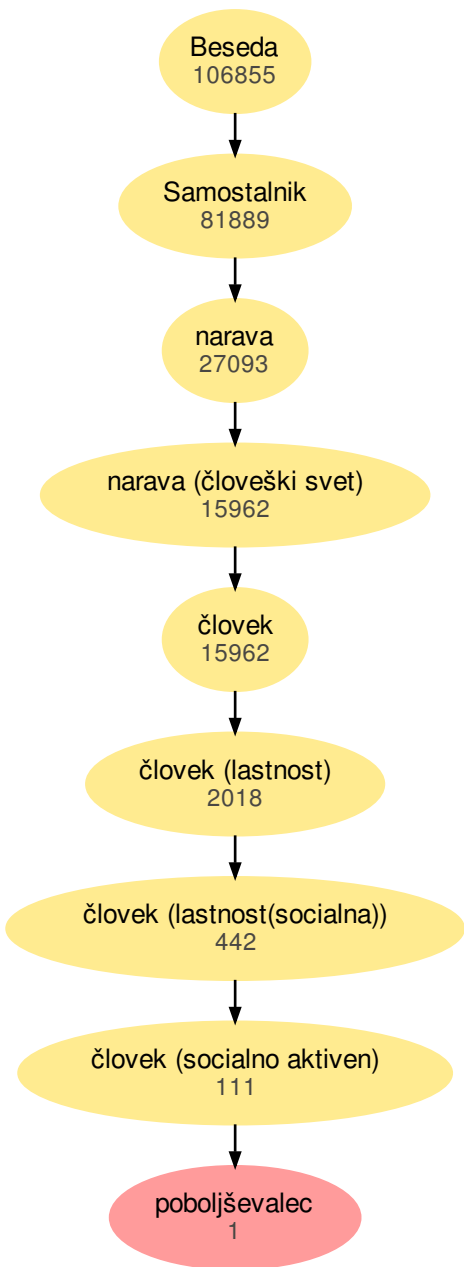 Beseda
106855
Samostalnik
81889
narava
27093
narava (človeški svet)
15962
človek
15962
človek (lastnost)
2018
človek (lastnost(socialna))
442
človek (socialno aktiven)
111
poboljševalec
1